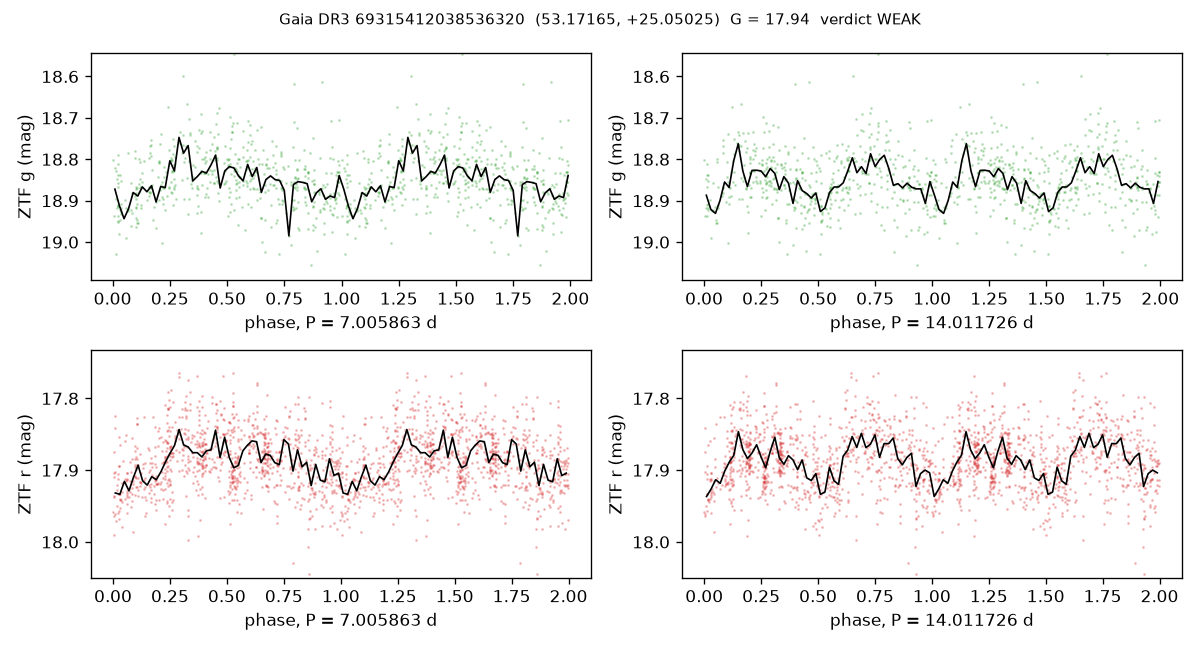 Gaia DR3 69315412038536320 (53.17165, +25.05025) G = 17.94 verdict WEAK
ZTF g (mag)
18.6
18.7
18.8
18.9
19.0
0.00 0.25 0.50 0.75 1.00 1.25 1.50 1.75 2.00
phase, P = 7.005863 d
ZTF g (mag)
18.6
18.7
18.8
18.9
19.0
0.00 0.25 0.50 0.75 1.00 1.25 1.50 1.75 2.00
phase, P = 14.011726 d
ZTF r (mag)
17.8
17.9
18.0
0.00 0.25 0.50 0.75 1.00 1.25 1.50 1.75 2.00
phase, P = 7.005863 d
ZTF r (mag)
17.8
17.9
18.0
0.00 0.25 0.50 0.75 1.00 1.25 1.50 1.75 2.00
phase, P = 14.011726 d